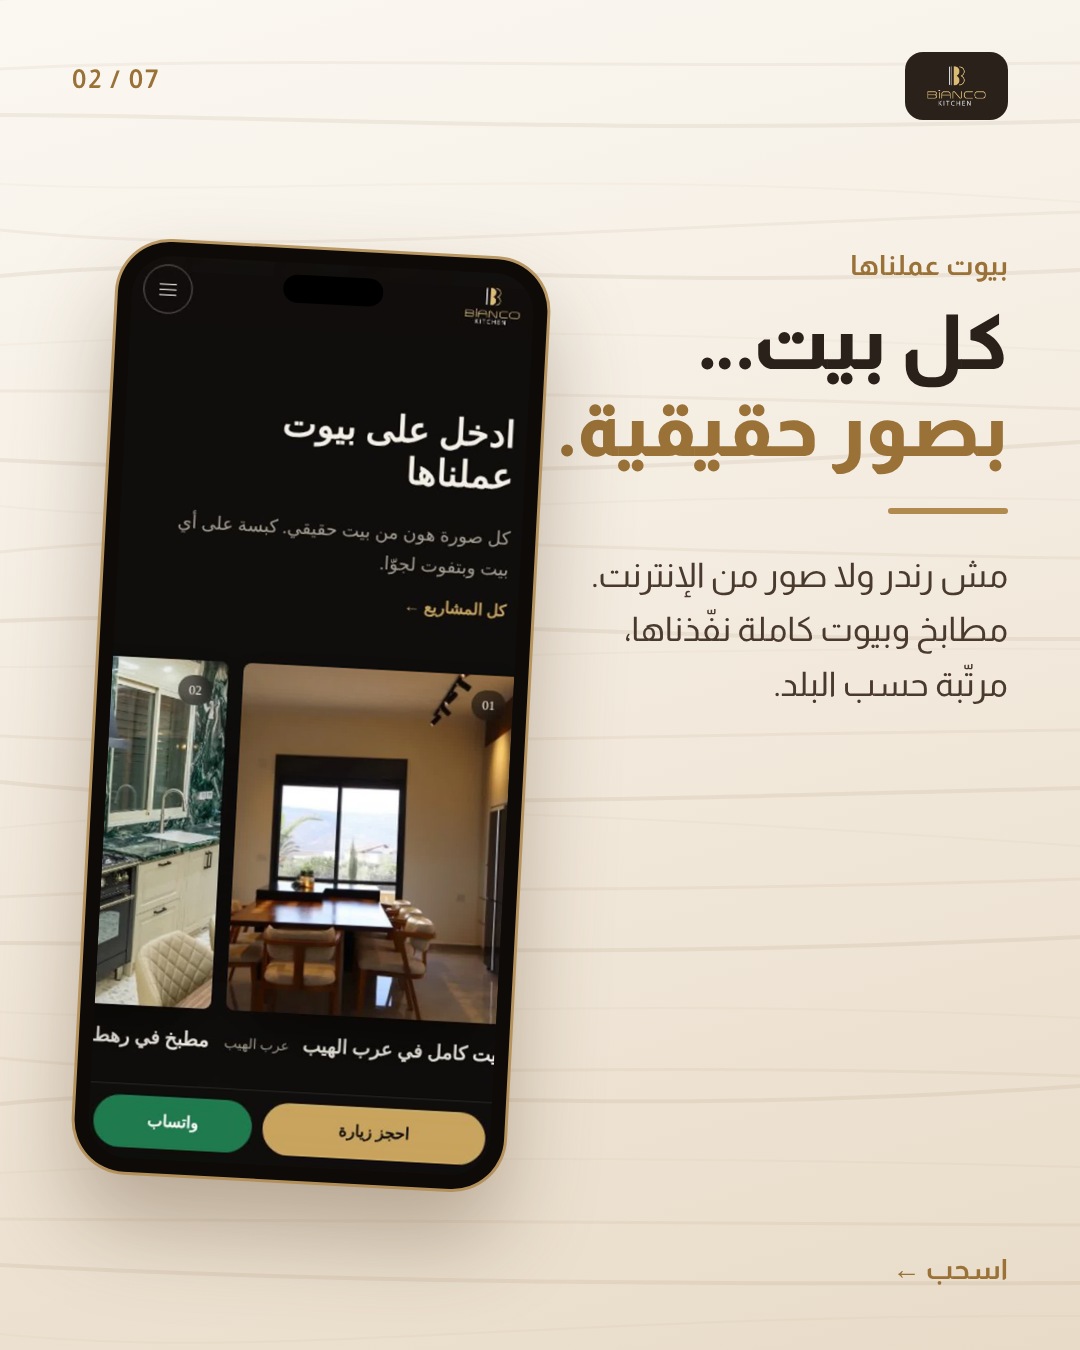 02 / 07
BIANCO
KITCHEN
بيوت عملناها
كل بيت...
بصور حقيقية.
مش رندر ولا صور من الإنترنت.
مطابخ وبيوت كاملة نفّذناها،
مرتّبة حسب البلد.
BIANCO
KITCHEN
ادخل على بيوت
عملناها
كل صورة هون من بيت حقيقي. كبسة على أي
بيت وبتفوت لجوّا.
كل المشاريع ←
01
02
يت كامل في عرب الهيب
عرب الهيب
مطبخ في رهط
احجز زيارة
واتساب
اسحب ←